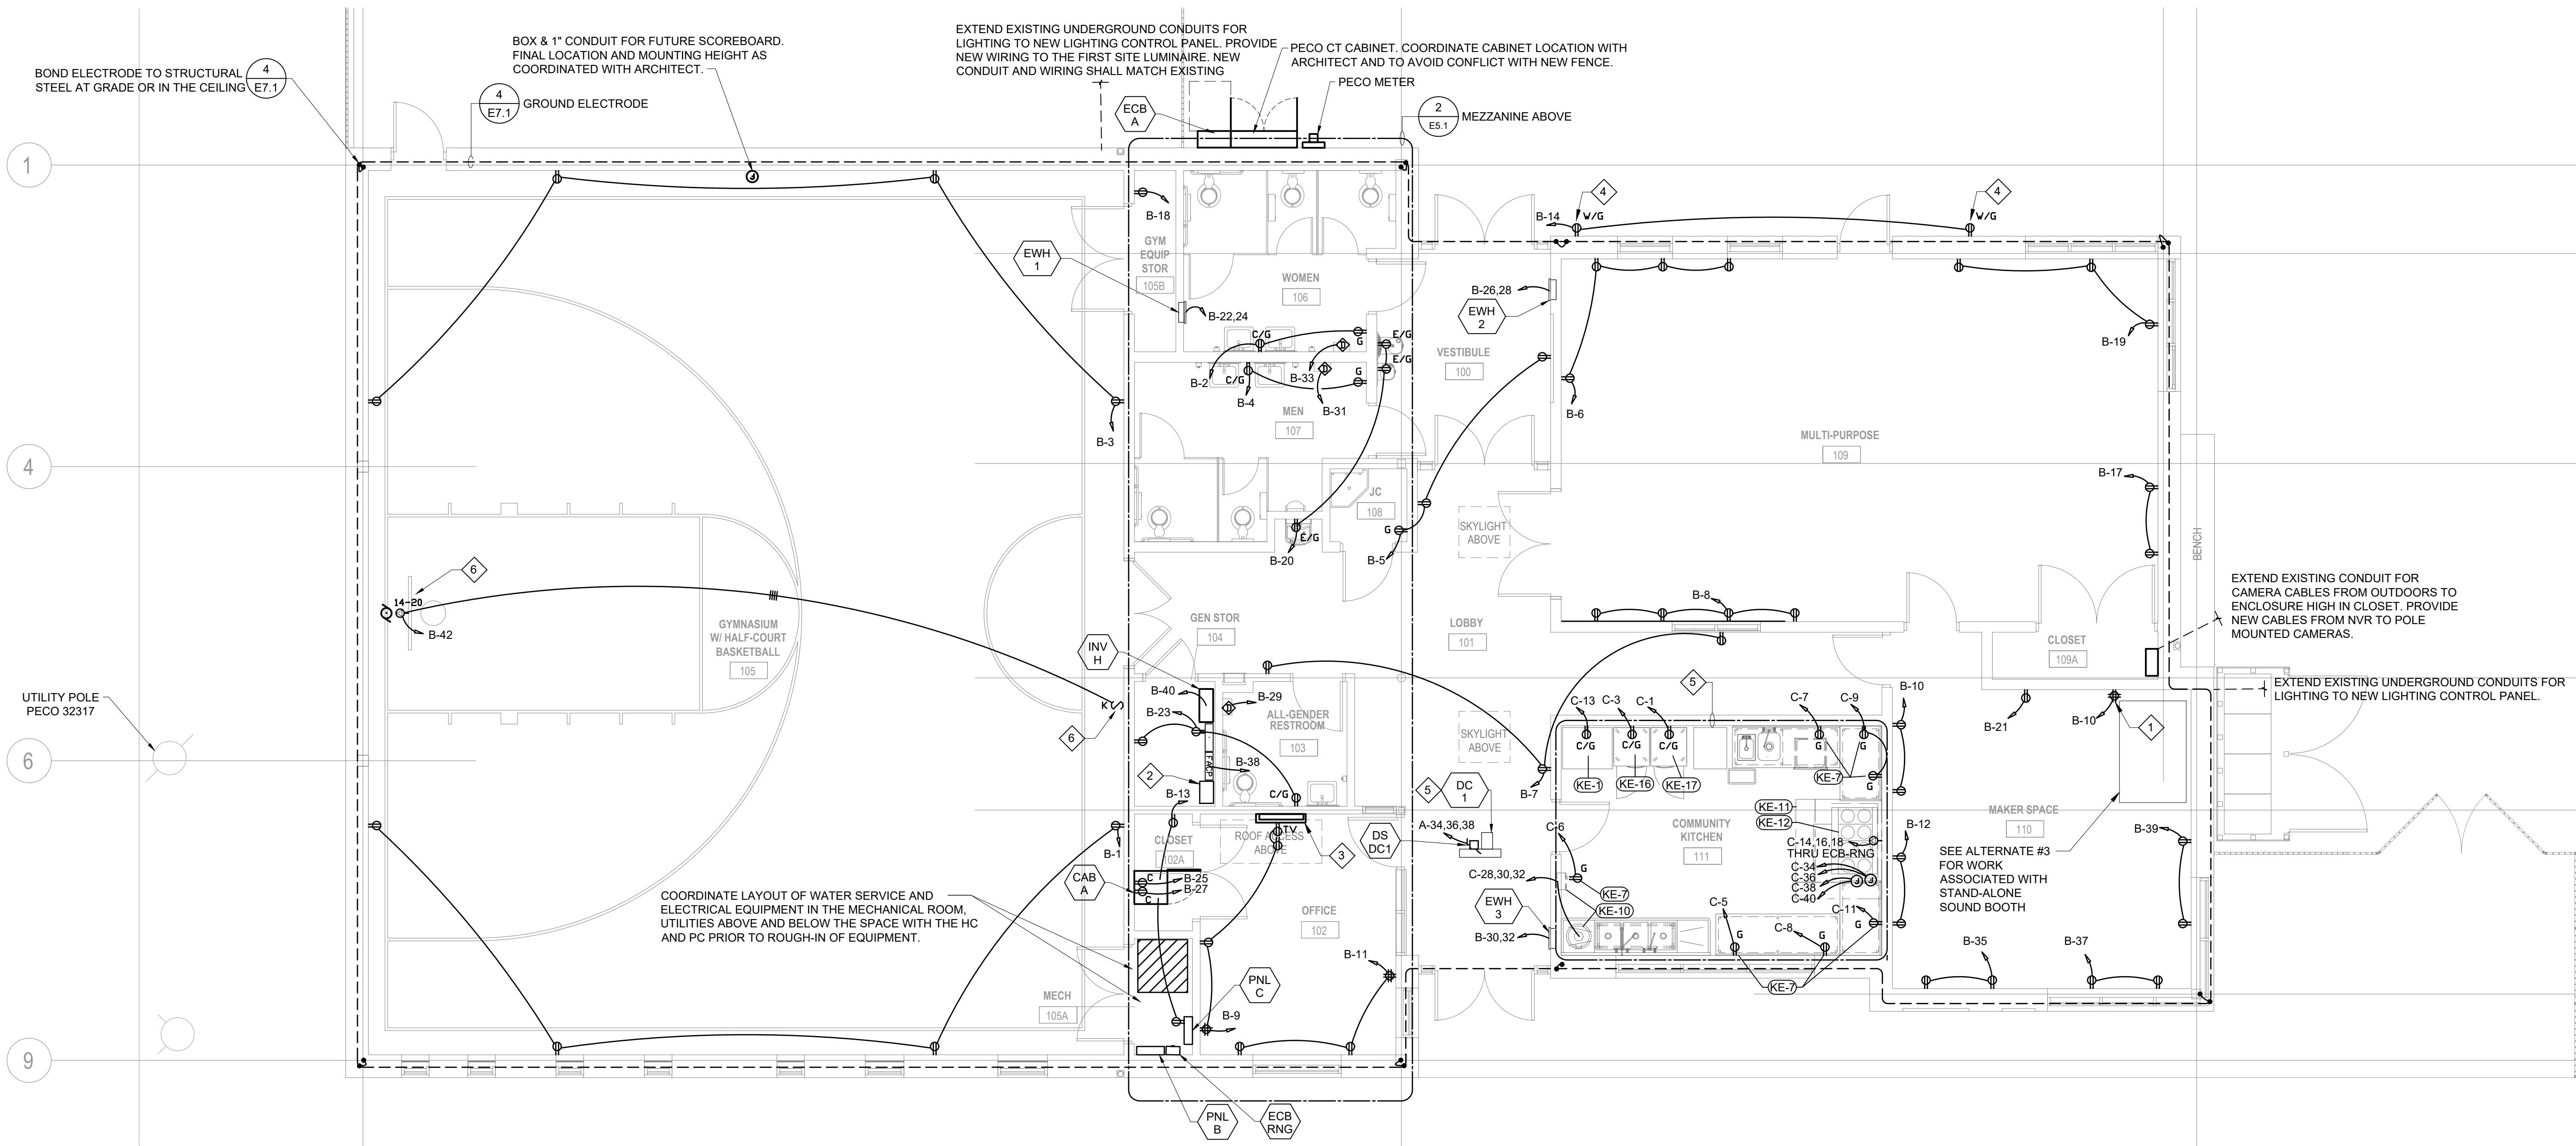 BOX & 1" CONDUIT FOR FUTURE SCOREBOARD.
FINAL LOCATION AND MOUNTING HEIGHT AS
COORDINATED WITH ARCHITECT.
EXTEND EXISTING UNDERGROUND CONDUITS FOR
LIGHTING TO NEW LIGHTING CONTROL PANEL. PROVIDE
NEW WIRING TO THE FIRST SITE LUMINAIRE. NEW
CONDUIT AND WIRING SHALL MATCH EXISTING
PECO CT CABINET. COORDINATE CABINET LOCATION WITH
ARCHITECT AND TO AVOID CONFLICT WITH NEW FENCE.
PECO METER
BOND ELECTRODE TO STRUCTURAL
STEEL AT GRADE OR IN THE CEILING
4
E7.1
4
E7.1
GROUND ELECTRODE
ECB
A
2
E5.1
MEZZANINE ABOVE
1
B-18
GYM
EQUIP
STOR
105B
EWH
1
B-22,24
WOMEN
106
C/G
G
E/G
E/G
B-2
C/G
B-33
G
B-4
B-31
MEN
107
B-3
B-14
W/G
4
W/G
4
B-26,28
EWH
2
VESTIBULE
100
B-6
B-19
MULTI-PURPOSE
109
B-17
4
JC
108
G
E/G
B-20
B-5
SKYLIGHT
ABOVE
BENCH
6
14-20
B-42
GYMNASIUM
W/ HALF-COURT
BASKETBALL
105
GEN STOR
104
LOBBY
101
B-8
CLOSET
109A
EXTEND EXISTING CONDUIT FOR
CAMERA CABLES FROM OUTDOORS TO
ENCLOSURE HIGH IN CLOSET. PROVIDE
NEW CABLES FROM NVR TO POLE
MOUNTED CAMERAS.
EXTEND EXISTING UNDERGROUND CONDUITS FOR
LIGHTING TO NEW LIGHTING CONTROL PANEL.
UTILITY POLE
PECO 32317
INV
H
B-40
B-23
B-29
K
6
ALL-GENDER
RESTROOM
103
FACP
B-38
2
B-13
C/G
SKYLIGHT
ABOVE
5
C-13
C-3
C-1
C-7
C-9
C/G
C/G
C/G
G
G
KE-1
KE-16
KE-17
KE-7
G
B-10
B-21
B-10
1
6
B-7
B-1
CLOSET
102A
TV
ROOF ACCESS
ABOVE
3
DS
DC1
5
DC
1
A-34,36,38
C-6
COMMUNITY
KITCHEN
111
KE-11
KE-12
C-14,16,18
THRU ECB-RNG
C-34
C-36
C-38
C-40
B-12
MAKER SPACE
110
SEE ALTERNATE #3
FOR WORK
ASSOCIATED WITH
STAND-ALONE
SOUND BOOTH
B-39
CAB
A
C
C
B-25
B-27
COORDINATE LAYOUT OF WATER SERVICE AND
ELECTRICAL EQUIPMENT IN THE MECHANICAL ROOM,
UTILITIES ABOVE AND BELOW THE SPACE WITH THE HC
AND PC PRIOR TO ROUGH-IN OF EQUIPMENT.
OFFICE
102
C-28,30,32
G
KE-7
KE-10
EWH
3
B-30,32
C-5
G
C-8
G
C-11
G
KE-7
B-35
B-37
B-11
PNL
C
B-9
MECH
105A
9
PNL
B
ECB
RNG